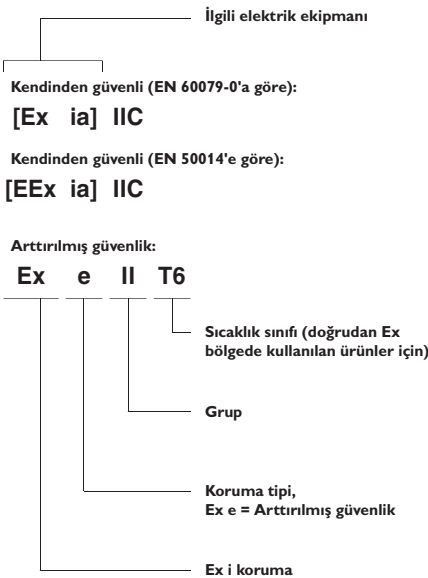 İlgili elektrik ekipmanı
Kendinden güvenli (EN 60079-0'a göre):
[Ex ia] IIC
Kendinden güvenli (EN 50014'e göre):
[EEx ia] IIC
Arttırılmış güvenlik:
Ex e II T6
Sıcaklık sınıfı (doğrudan Ex
bölgede kullanılan ürünler için)
Grup
Koruma tipi,
Ex e = Arttırılmış güvenlik
Ex i koruma